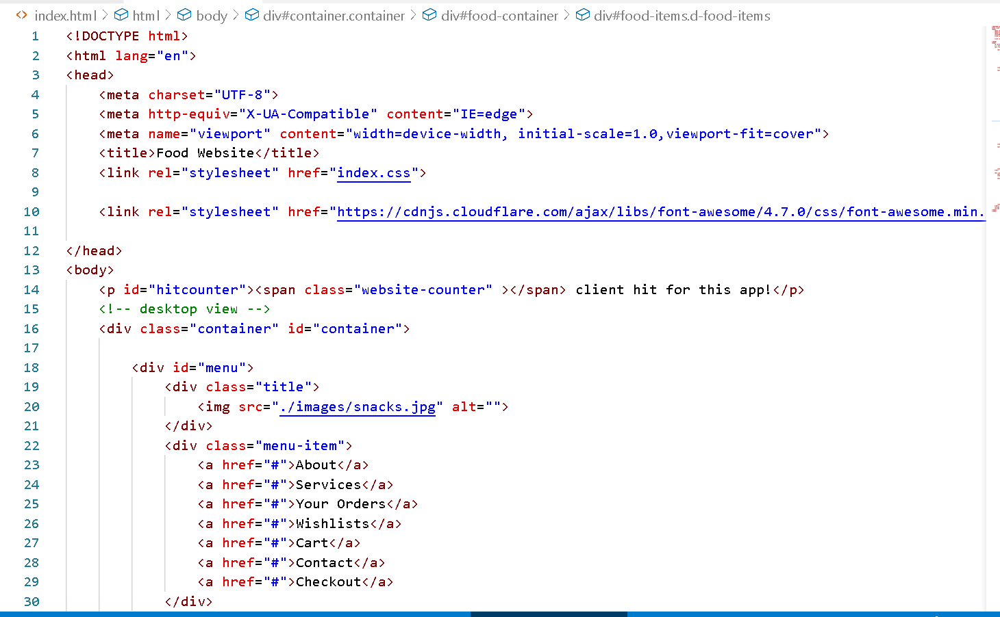 index.html > html > body > div#container.container > div#food-container > div#food-items.d-food-items
1 <!DOCTYPE html>
2 <html lang="en">
3 <head>
4 <meta charset="UTF-8">
5 <meta http-equiv="X-UA-Compatible" content="IE=edge">
6 <meta name="viewport" content="width=device-width, initial-scale=1.0,viewport-fit=cover">
7 <title>Food Website</title>
8 <link rel="stylesheet" href="index.css">
9
10 <link rel="stylesheet" href="https://cdnjs.cloudflare.com/ajax/libs/font-awesome/4.7.0/css/font-awesome.min.
11
12 </head>
13 <body>
14 <p id="hitcounter"><span class="website-counter" ></span> client hit for this app!</p>
15 <!-- desktop view -->
16 <div class="container" id="container">
17
18 <div id="menu">
19 <div class="title">
20 <img src="./images/snacks.jpg" alt="">
21 </div>
22 <div class="menu-item">
23 <a href="#">About</a>
24 <a href="#">Services</a>
25 <a href="#">Your Orders</a>
26 <a href="#">Wishlists</a>
27 <a href="#">Cart</a>
28 <a href="#">Contact</a>
29 <a href="#">Checkout</a>
30 </div>